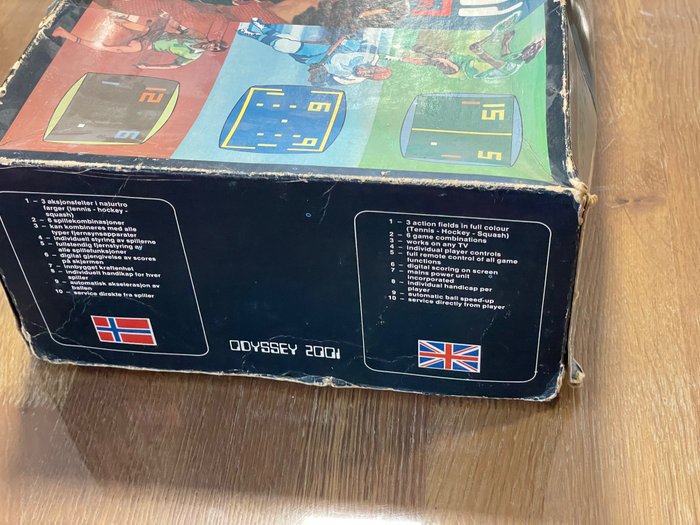 12
6
6
9
15
5
1 – 3 aksjonsfelter i naturtro
farger (tennis - hockey -
squash)
2 – 6 spillekombinasjoner
3 – kan kombineres med alle
typer fjernsynsapparater
4 – individuell styring av spillerne
5 – fullstendig fjernstyring av
alle spillefunksjoner
6 – digital gjengivelse av scores
på skjermen
7 – innbygget kraftenhet
8 – individuelt handikap for hver
spiller
9 – automatisk akselerasjon av
ballen
10 – service direkte fra spiller
ODYSSEY 2001
1 – 3 action fields in full colour
(Tennis - Hockey - Squash)
2 – 6 game combinations
3 – works on any TV
4 – individual player controls
5 – full remote control of all game
functions
6 – digital scoring on screen
7 – mains power unit
incorporated
8 – individual handicap per
player
9 – automatic ball speed-up
10 – service directly from player